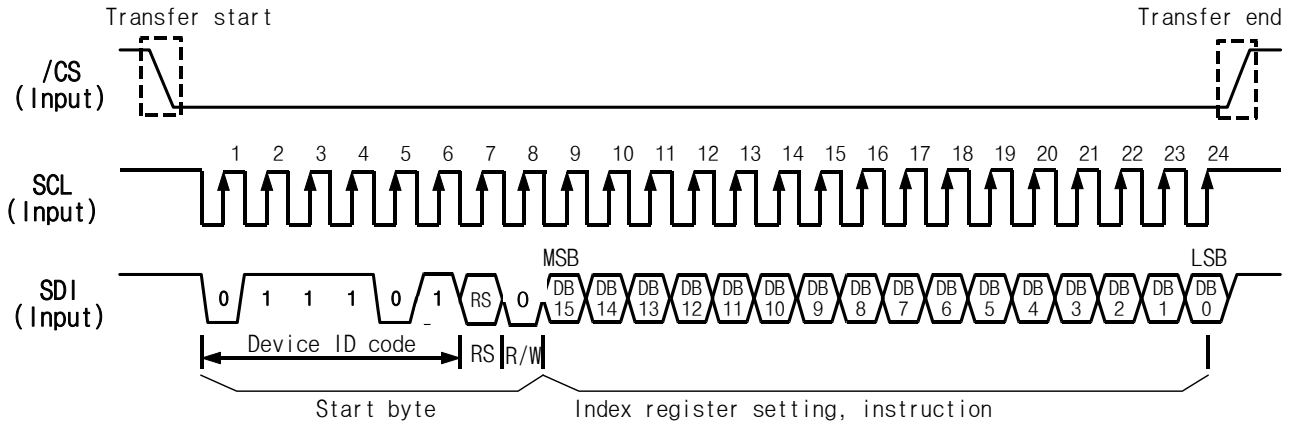 Transfer start
Transfer end
/CS
(Input)
1 2 3 4 5 6 7 8 9 10 11 12 13 14 15 16 17 18 19 20 21 22 23 24
SCL
(Input)
MSB
LSB
SDI
(Input)
0 1 1 1 0 1 RS 0 DB 15 DB 14 DB 13 DB 12 DB 11 DB 10 DB 9 DB 8 DB 7 DB 6 DB 5 DB 4 DB 3 DB 2 DB 1 DB 0
Device ID code
RS
R/W
Start byte
Index register setting, instruction